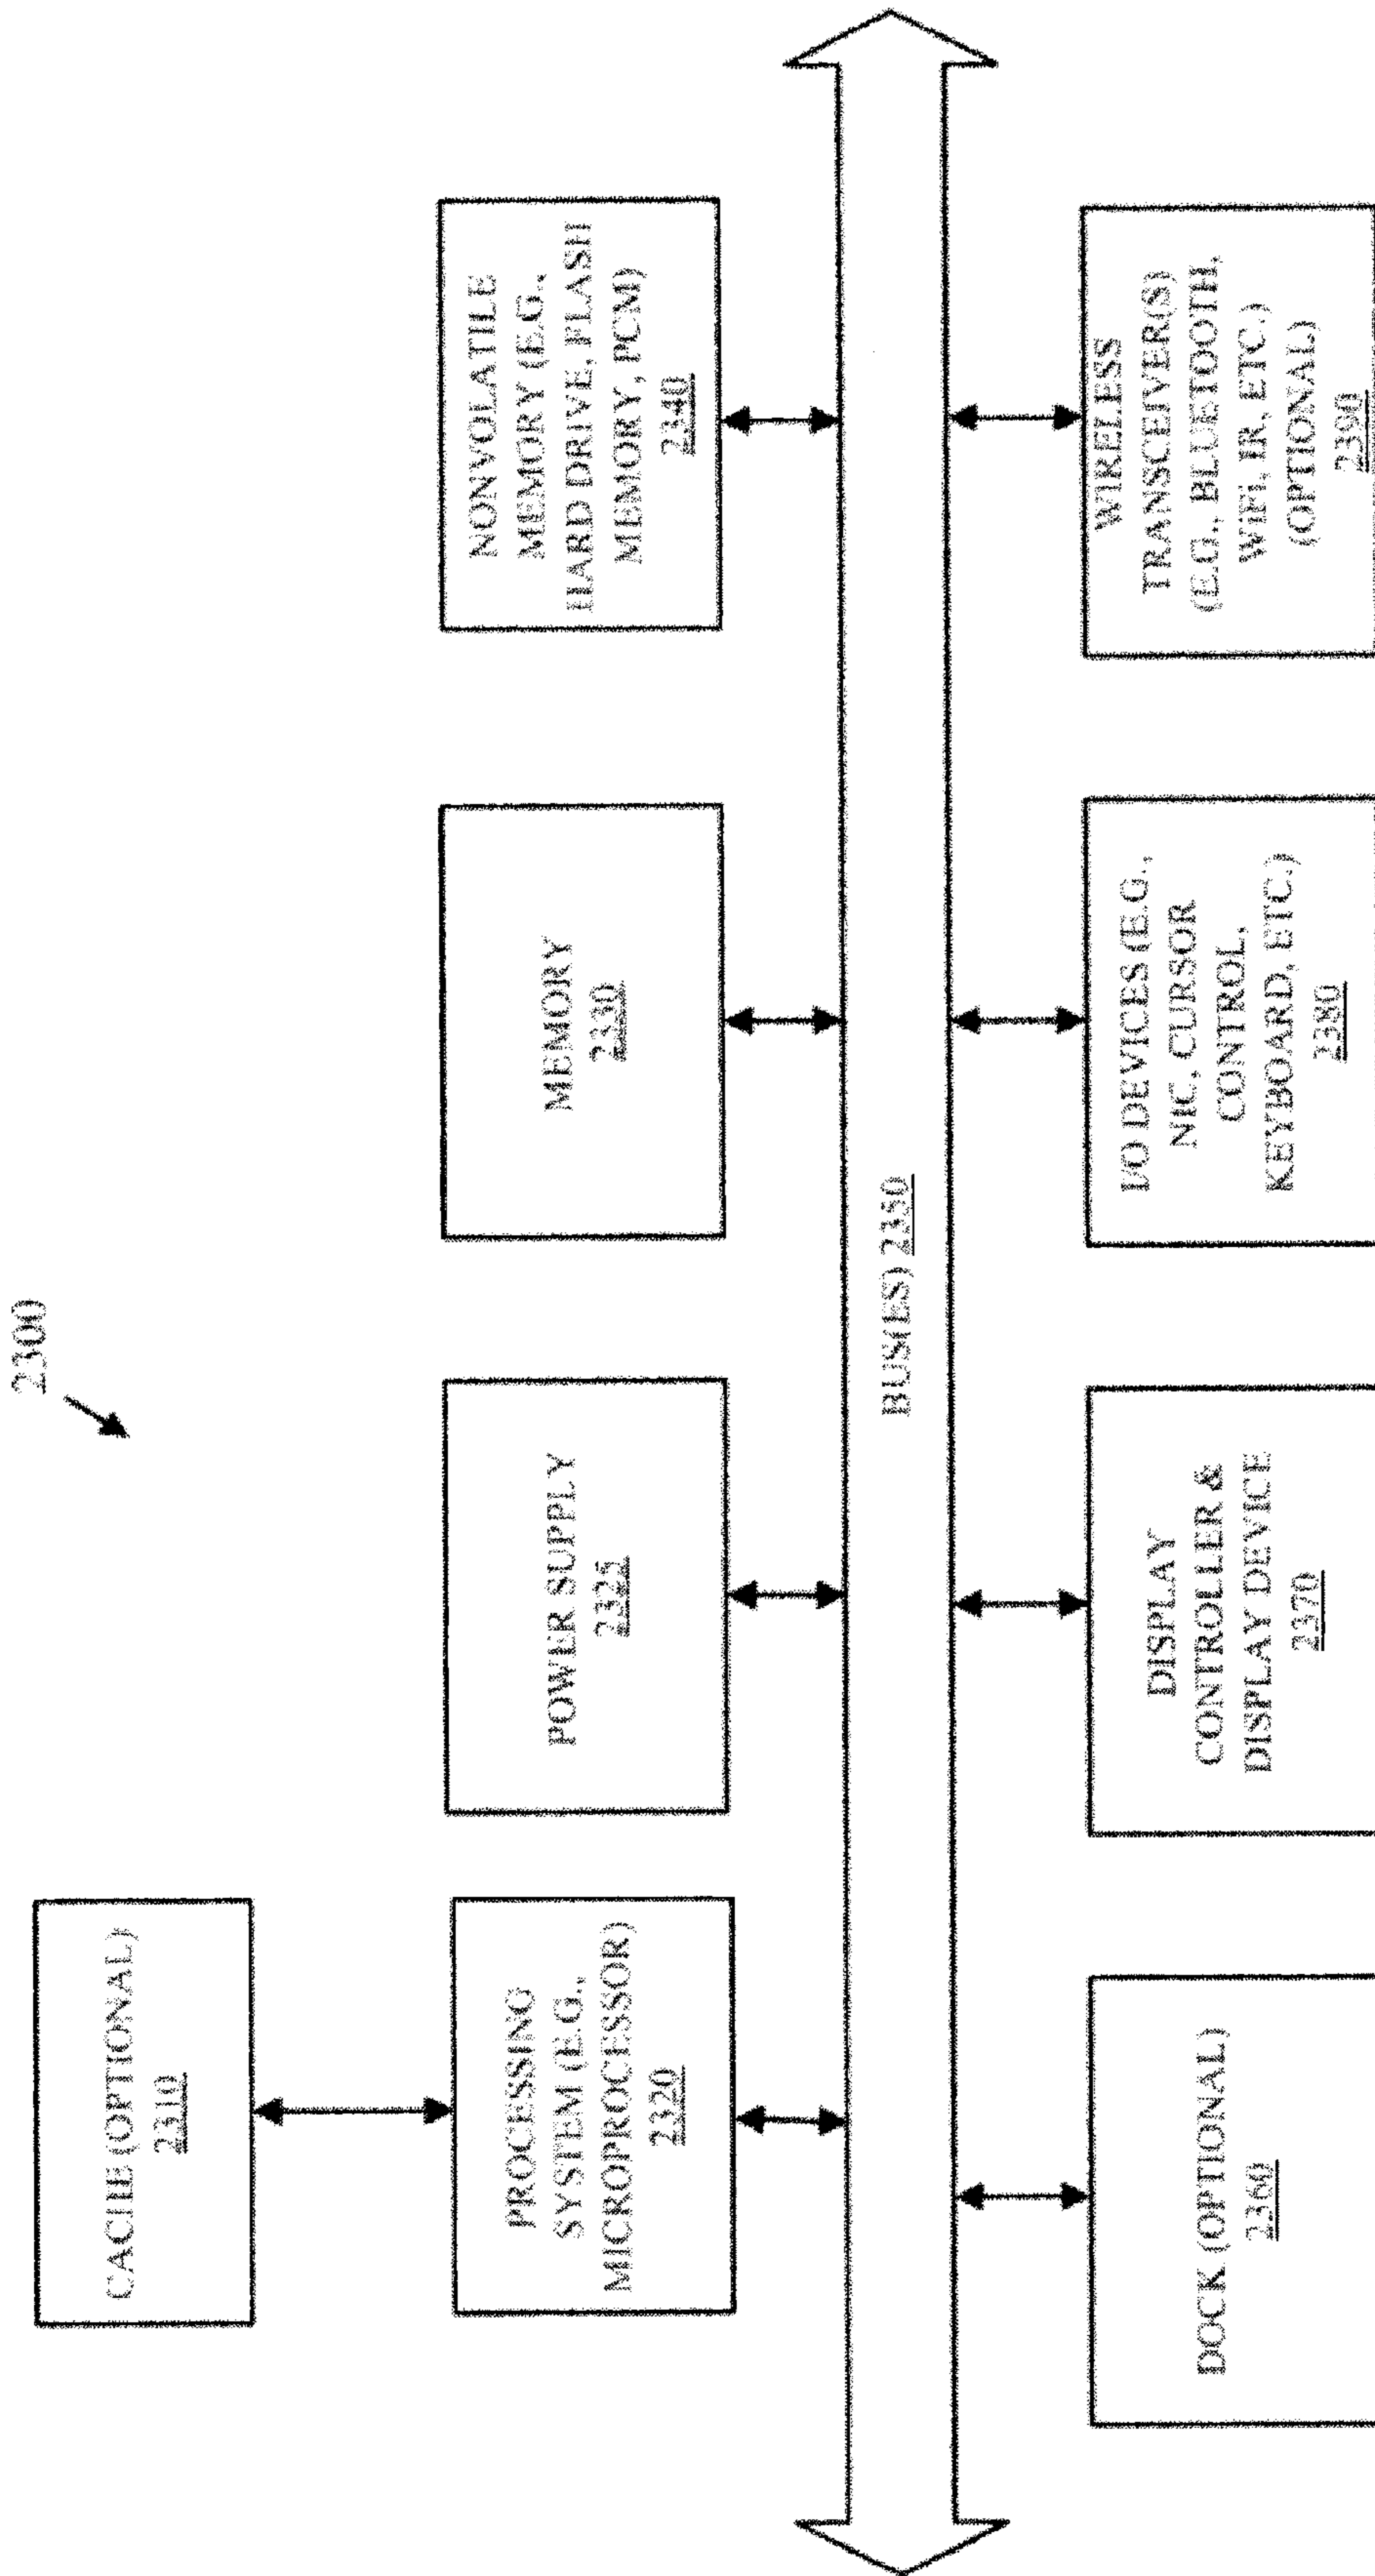 2300
CACHE (OPTIONAL)
2310
PROCESSING
SYSTEM (E.G.,
MICROPROCESSOR)
2320
POWER SUPPLY
2325
MEMORY
2330
NONVOLATILE
MEMORY (E.G.,
HARD DRIVE, FLASH
MEMORY, PCM)
2340
BUS(ES) 2350
DOCK (OPTIONAL)
2360
DISPLAY
CONTROLLER &
DISPLAY DEVICE
2370
I/O DEVICES (E.G.,
NIC, CURSOR
CONTROL,
KEYBOARD, ETC.)
2380
WIRELESS
TRANSCEIVER(S)
(E.G., BLUETOOTH,
WiFi, IR, ETC.)
(OPTIONAL)
2390